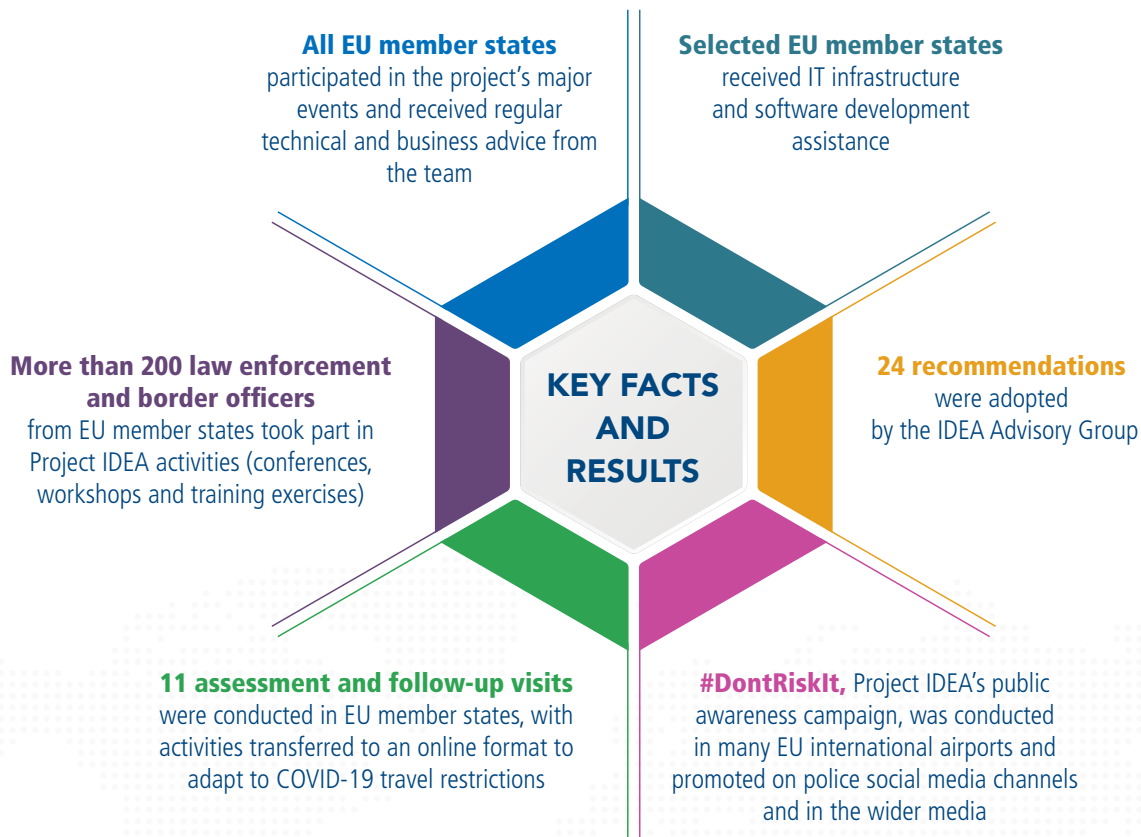 All EU member states
participated in the project's major
events and received regular
technical and business advice from
the team
Selected EU member states
received IT infrastructure
and software development
assistance
More than 200 law enforcement
and border officers
from EU member states took part in
Project IDEA activities (conferences,
workshops and training exercises)
KEY FACTS
AND
RESULTS
24 recommendations
were adopted
by the IDEA Advisory Group
11 assessment and follow-up visits
were conducted in EU member states, with
activities transferred to an online format to
adapt to COVID-19 travel restrictions
#DontRiskIt, Project IDEA's public
awareness campaign, was conducted
in many EU international airports and
promoted on police social media channels
and in the wider media